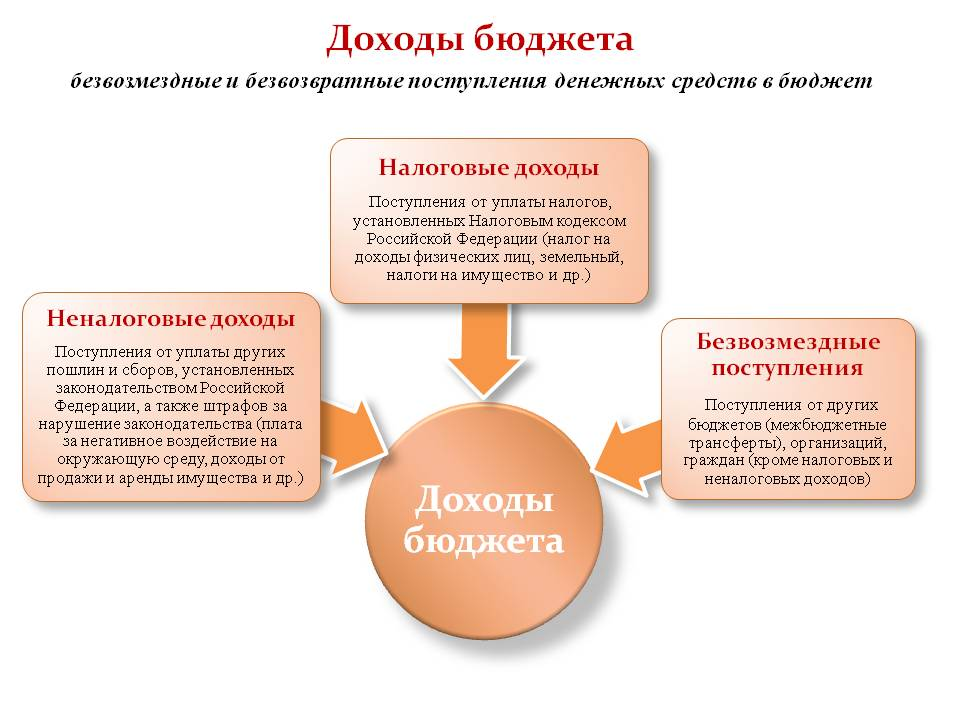 Доходы бюджета
безвозмездные и безвозвратные поступления денежных средств в бюджет
Налоговые доходы
Поступления от уплаты налогов,
установленных Налоговым кодексом
Российской Федерации (налог на
доходы физических лиц, земельный,
налоги на имущество и др.)
Неналоговые доходы
Поступления от уплаты других
пошлин и сборов, установленных
законодательством Российской
Федерации, а также штрафов за
нарушение законодательства (плата
за негативное воздействие на
окружающую среду, доходы от
продажи и аренды имущества и др.)
Безвозмездные
поступления
Поступления от других
бюджетов (межбюджетные
трансферты), организаций,
граждан (кроме налоговых и
неналоговых доходов)
Доходы
бюджета